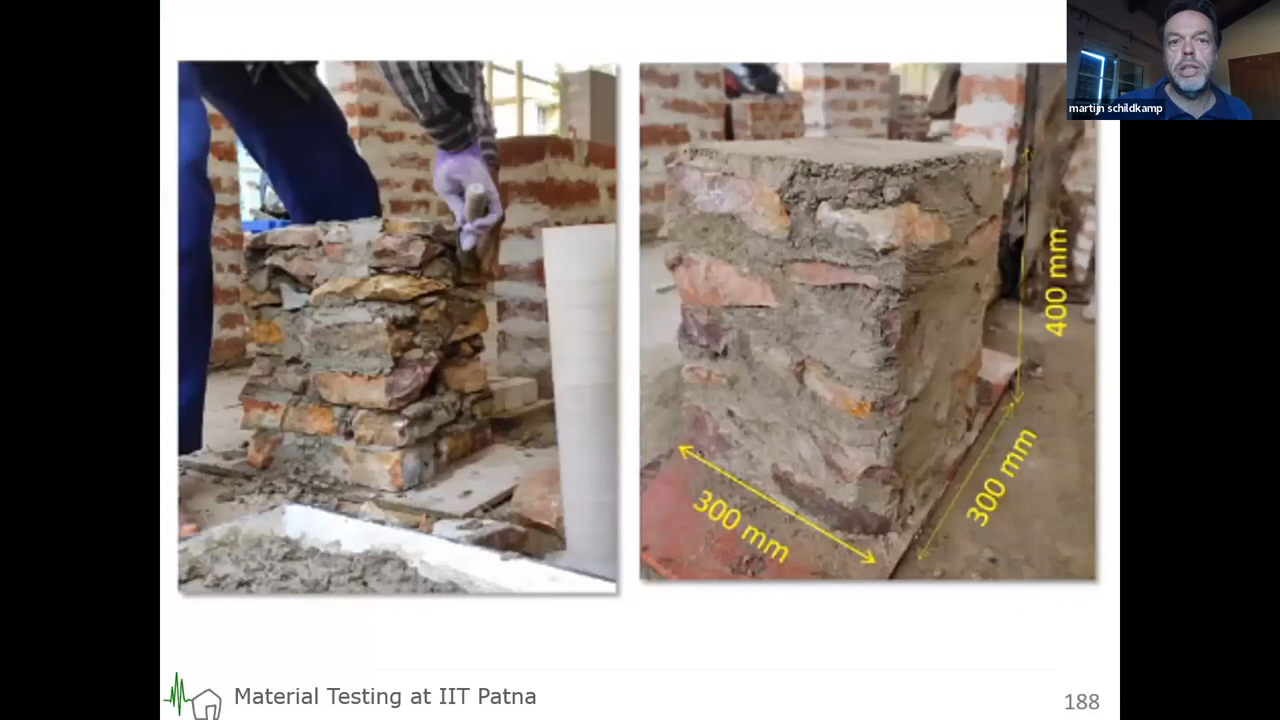 martijn schildkamp
400 mm
300 mm
300 mm
Material Testing at IIT Patna
188